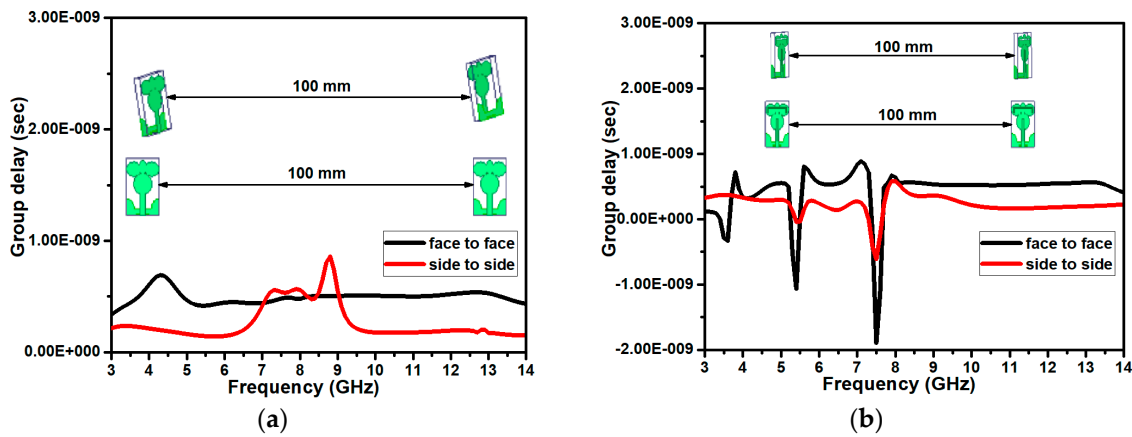 3.00E-009
2.00E-009
1.00E-009
0.00E+000
Group delay (sec)
100 mm
100 mm
face to face
side to side
3 4 5 6 7 8 9 10 11 12 13 14
Frequency (GHz)
(a)
3.00E-009
2.00E-009
1.00E-009
0.00E+000
-1.00E-009
-2.00E-009
Group delay (sec)
100 mm
100 mm
face to face
side to side
3 4 5 6 7 8 9 10 11 12 13 14
Frequency (GHz)
(b)